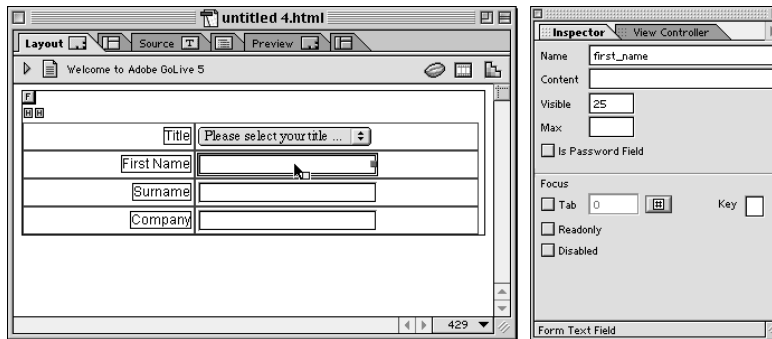 untitled 4.html
Layout Source T Preview
Welcome to Adobe GoLive 5
F
H H
Title Please select your title ...
First Name
Surname
Company
429
Inspector View Controller
Name first_name
Content
Visible 25
Max
Is Password Field
Focus
Tab 0 # Key
Readonly
Disabled
Form Text Field